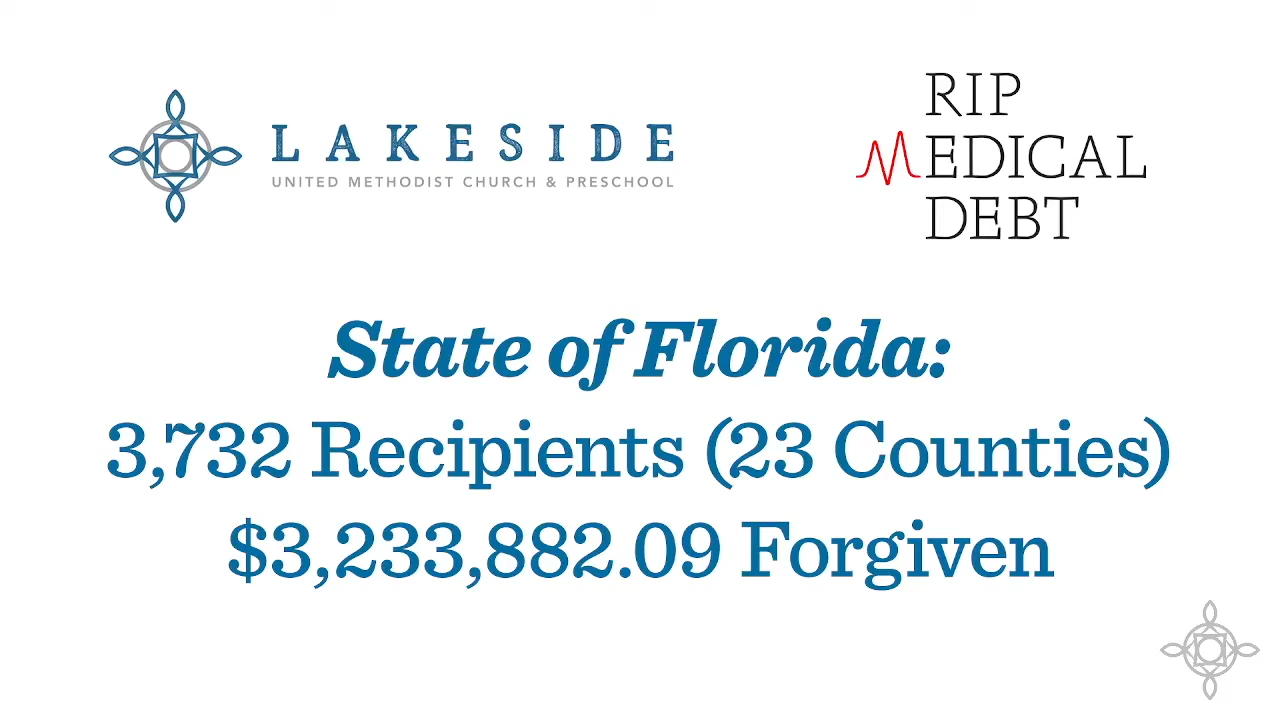 LAKESIDE
UNITED METHODIST CHURCH & PRESCHOOL
RIP
MEDICAL
DEBT
State of Florida:
3,732 Recipients (23 Counties)
$3,233,882.09 Forgiven